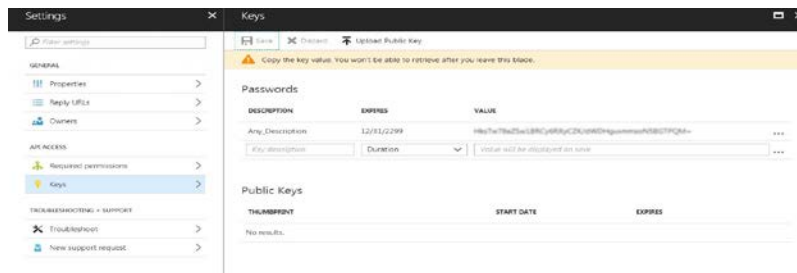 Settings
Keys
Filter settings
Save Discard Upload Public Key
Copy the key value. You won't be able to retrieve after you leave this blade.
GENERAL
Properties
Reply URLs
Owners
API ACCESS
Required permissions
Keys
TROUBLESHOOTING + SUPPORT
Troubleshoot
New support request
Passwords
DESCRIPTION EXPIRES VALUE
Any_Description 12/31/2299
Key description Duration Value will be displayed on save
Public Keys
THUMBPRINT START DATE EXPIRES
No results.